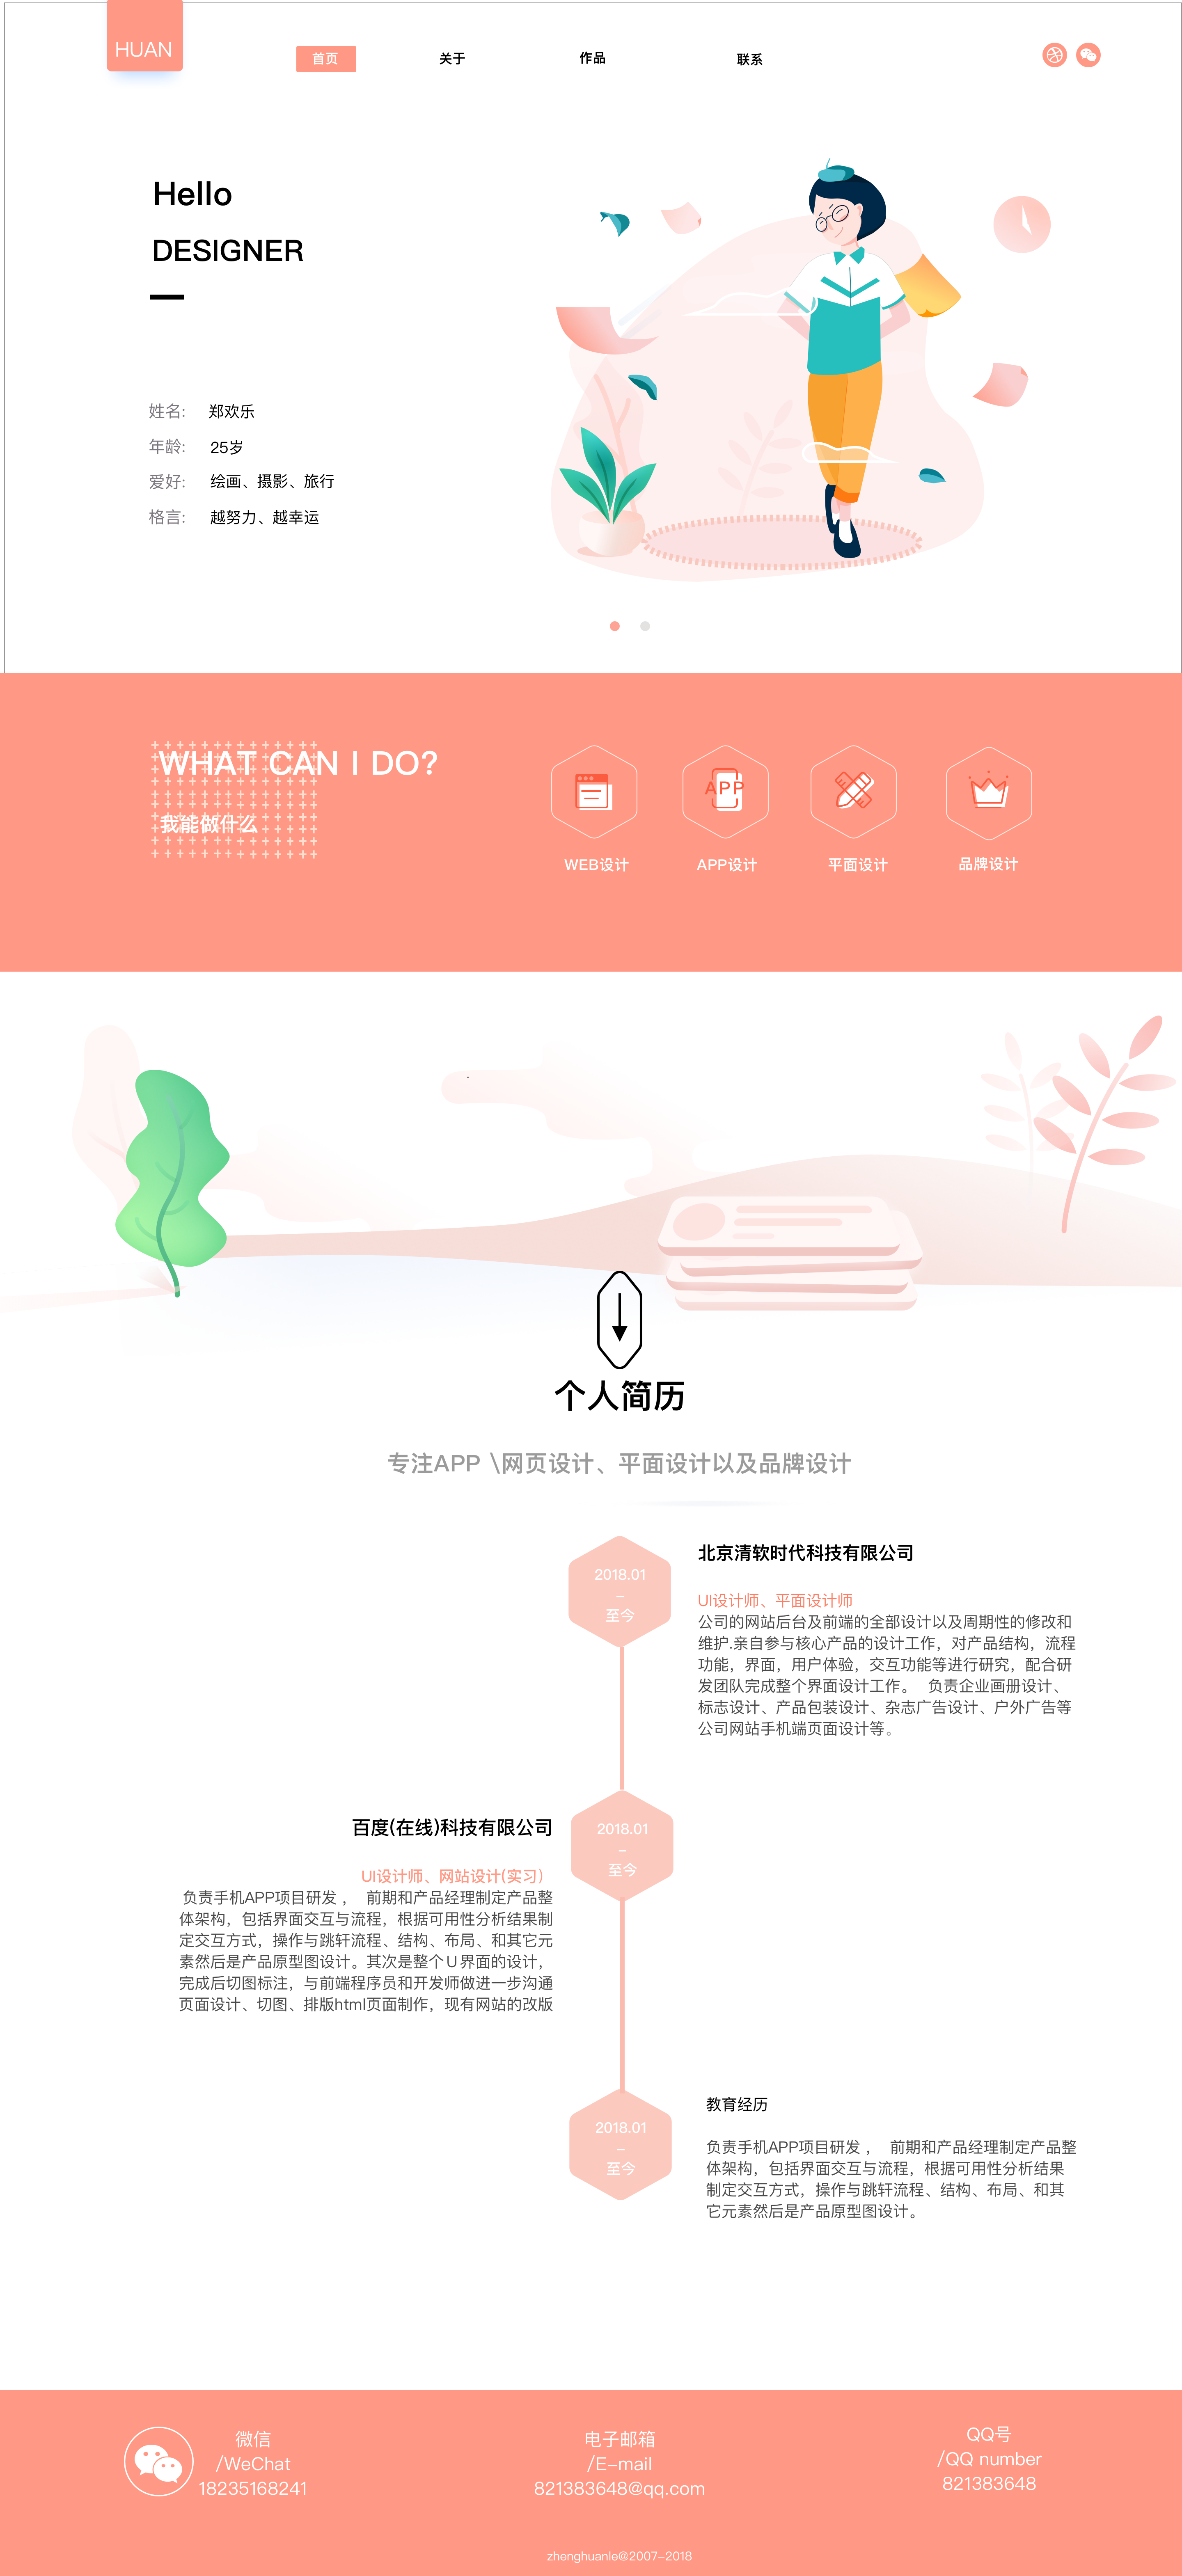 HUAN
首页
关于
作品
联系
Hello
DESIGNER
姓名: 郑欢乐
年龄: 25岁
爱好: 绘画、摄影、旅行
格言: 越努力、越幸运
WHAT CAN I DO?
我能做什么
APP
WEB设计
APP设计
平面设计
品牌设计
个人简历
专注APP \网页设计、平面设计以及品牌设计
2018.01
–
至今
北京清软时代科技有限公司
UI设计师、平面设计师
公司的网站后台及前端的全部设计以及周期性的修改和
维护.亲自参与核心产品的设计工作，对产品结构，流程
功能，界面，用户体验，交互功能等进行研究，配合研
发团队完成整个界面设计工作。 负责企业画册设计、
标志设计、产品包装设计、杂志广告设计、户外广告等
公司网站手机端页面设计等。
百度(在线)科技有限公司
UI设计师、网站设计(实习）
负责手机APP项目研发 ， 前期和产品经理制定产品整
体架构，包括界面交互与流程，根据可用性分析结果制
定交互方式，操作与跳轩流程、结构、布局、和其它元
素然后是产品原型图设计。其次是整个U界面的设计，
完成后切图标注，与前端程序员和开发师做进一步沟通
页面设计、切图、排版html页面制作，现有网站的改版
2018.01
–
至今
2018.01
–
至今
教育经历
负责手机APP项目研发 ， 前期和产品经理制定产品整
体架构，包括界面交互与流程，根据可用性分析结果
制定交互方式，操作与跳轩流程、结构、布局、和其
它元素然后是产品原型图设计。
微信
/WeChat
18235168241
电子邮箱
/E-mail
821383648@qq.com
QQ号
/QQ number
821383648
zhenghuanle@2007-2018